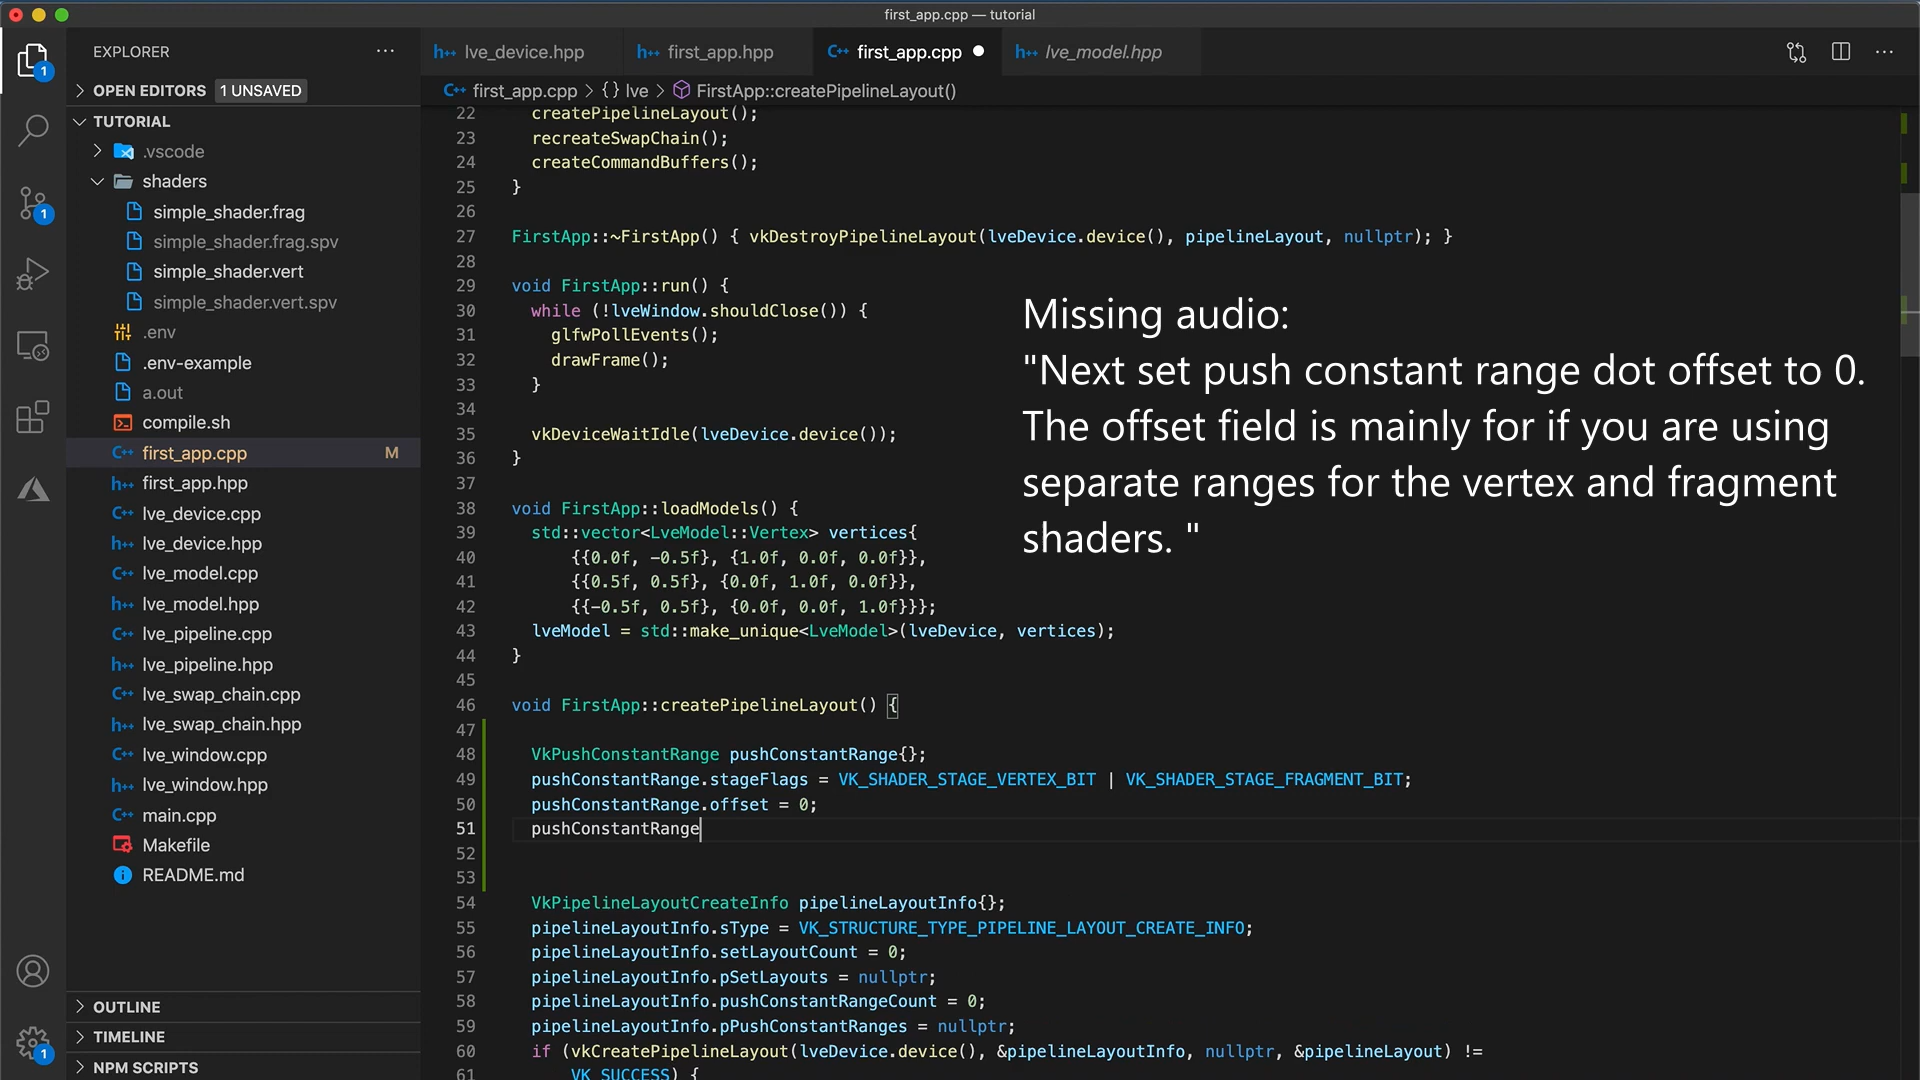 first_app.cpp — tutorial
EXPLORER
lve_device.hpp
first_app.hpp
first_app.cpp
lve_model.hpp
OPEN EDITORS 1 UNSAVED
first_app.cpp > {} lve > FirstApp::createPipelineLayout()
TUTORIAL
.vscode
shaders
simple_shader.frag
simple_shader.frag.spv
simple_shader.vert
simple_shader.vert.spv
.env
.env-example
a.out
compile.sh
first_app.cpp M
first_app.hpp
lve_device.cpp
lve_device.hpp
lve_model.cpp
lve_model.hpp
lve_pipeline.cpp
lve_pipeline.hpp
lve_swap_chain.cpp
lve_swap_chain.hpp
lve_window.cpp
lve_window.hpp
main.cpp
Makefile
README.md
OUTLINE
TIMELINE
NPM SCRIPTS
1
1
1
22 createPipelineLayout();
23 recreateSwapChain();
24 createCommandBuffers();
25 }
26
27 FirstApp::~FirstApp() { vkDestroyPipelineLayout(lveDevice.device(), pipelineLayout, nullptr); }
28
29 void FirstApp::run() {
30 while (!lveWindow.shouldClose()) {
31 glfwPollEvents();
32 drawFrame();
33 }
34
35 vkDeviceWaitIdle(lveDevice.device());
36 }
37
38 void FirstApp::loadModels() {
39 std::vector<LveModel::Vertex> vertices{
40 {{0.0f, -0.5f}, {1.0f, 0.0f, 0.0f}},
41 {{0.5f, 0.5f}, {0.0f, 1.0f, 0.0f}},
42 {{-0.5f, 0.5f}, {0.0f, 0.0f, 1.0f}}};
43 lveModel = std::make_unique<LveModel>(lveDevice, vertices);
44 }
45
46 void FirstApp::createPipelineLayout() {
47
48 VkPushConstantRange pushConstantRange{};
49 pushConstantRange.stageFlags = VK_SHADER_STAGE_VERTEX_BIT | VK_SHADER_STAGE_FRAGMENT_BIT;
50 pushConstantRange.offset = 0;
51 pushConstantRange
52
53
54 VkPipelineLayoutCreateInfo pipelineLayoutInfo{};
55 pipelineLayoutInfo.sType = VK_STRUCTURE_TYPE_PIPELINE_LAYOUT_CREATE_INFO;
56 pipelineLayoutInfo.setLayoutCount = 0;
57 pipelineLayoutInfo.pSetLayouts = nullptr;
58 pipelineLayoutInfo.pushConstantRangeCount = 0;
59 pipelineLayoutInfo.pPushConstantRanges = nullptr;
60 if (vkCreatePipelineLayout(lveDevice.device(), &pipelineLayoutInfo, nullptr, &pipelineLayout) !=
61 VK_SUCCESS) {
Missing audio:
"Next set push constant range dot offset to 0.
The offset field is mainly for if you are using
separate ranges for the vertex and fragment
shaders. "